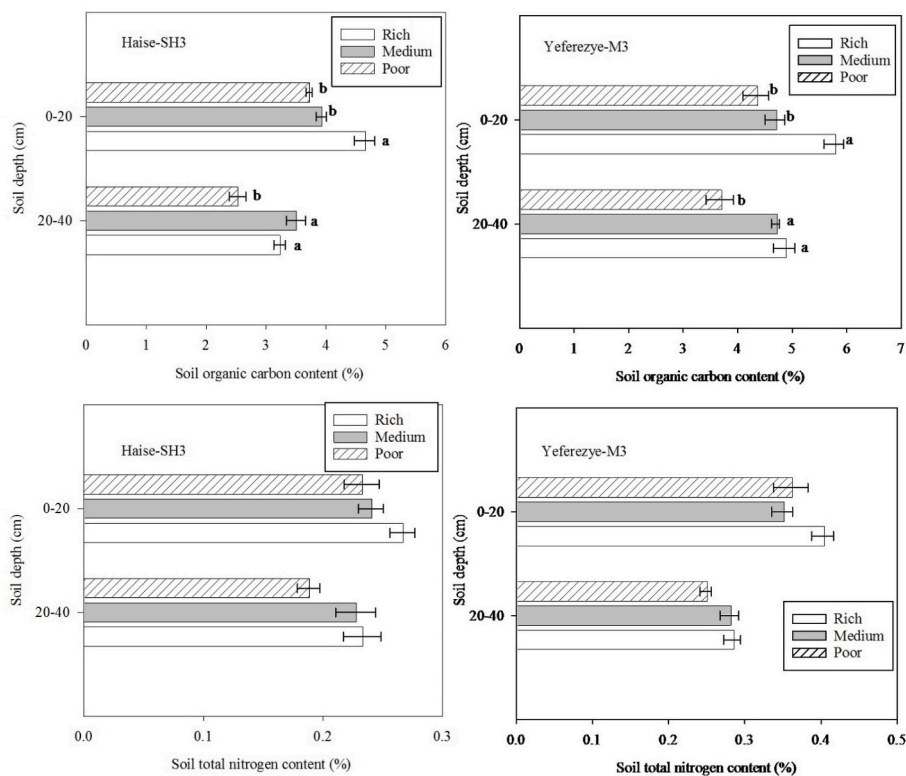 Haise-SH3
Rich
Medium
Poor
b
b
a
b
a
a
0-20
20-40
Soil depth (cm)
0 1 2 3 4 5 6
Soil organic carbon content (%)
Yeferezye-M3
Rich
Medium
Poor
b
b
a
b
a
a
0-20
20-40
Soil depth (cm)
0 1 2 3 4 5 6 7
Soil organic carbon content (%)
Haise-SH3
Rich
Medium
Poor
0-20
20-40
Soil depth (cm)
0.0 0.1 0.2 0.3
Soil total nitrogen content (%)
Yeferezye-M3
0-20
20-40
Soil depth (cm)
Rich
Medium
Poor
0.0 0.1 0.2 0.3 0.4 0.5
Soil total nitrogen content (%)